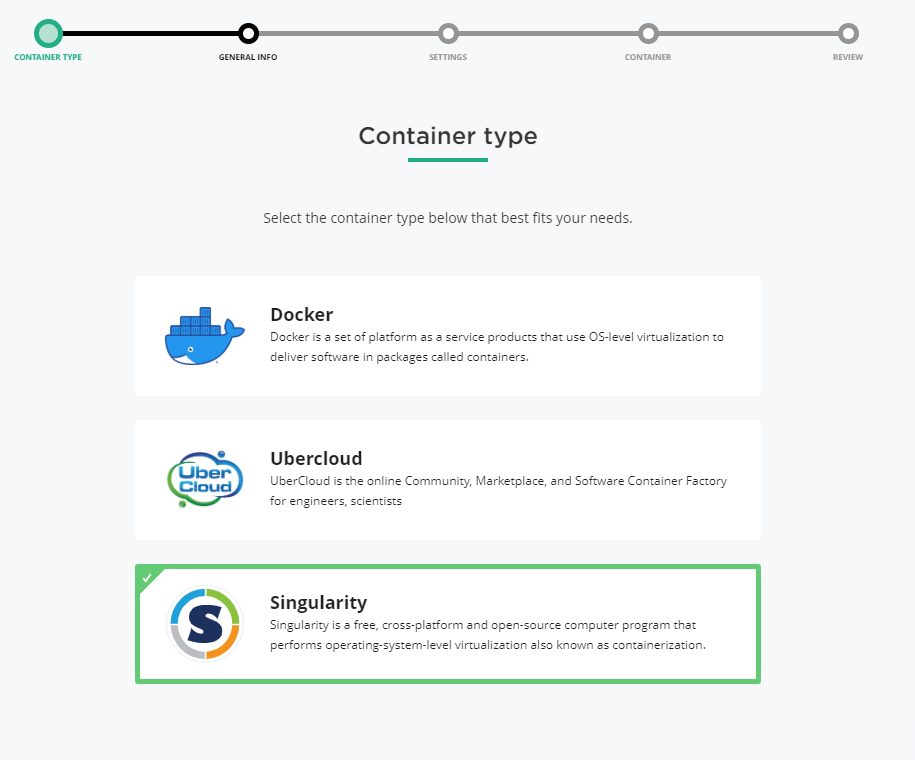 CONTAINER TYPE
GENERAL INFO
SETTINGS
CONTAINER
REVIEW
Container type
Select the container type below that best fits your needs.
Docker
Docker is a set of platform as a service products that use OS-level virtualization to
deliver software in packages called containers.
Uber
Cloud
Ubercloud
UberCloud is the online Community, Marketplace, and Software Container Factory
for engineers, scientists
S
Singularity
Singularity is a free, cross-platform and open-source computer program that
performs operating-system-level virtualization also known as containerization.